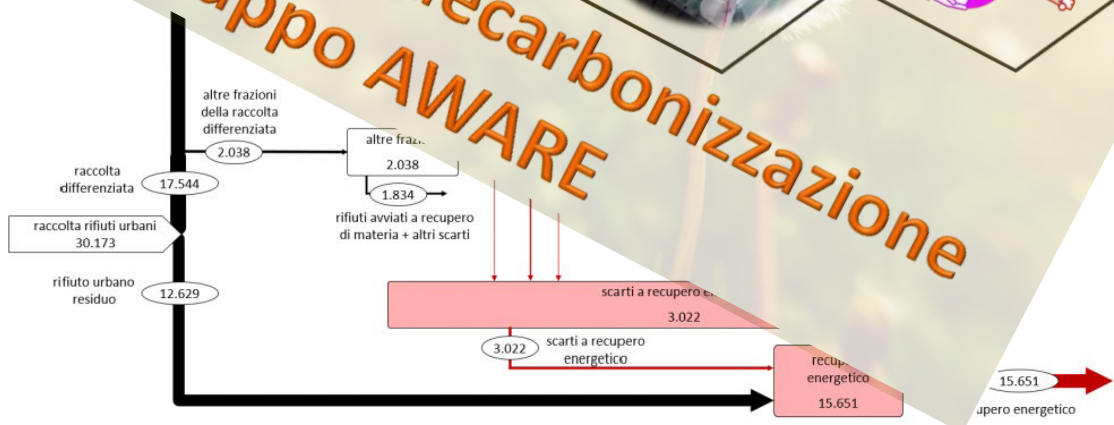 decarbonizzazione
AWARE
altre frazioni
della raccolta
differenziata
2.038
altre
2.038
raccolta
differenziata
17.544
1.834
rifiuti avviati a recupero
di materia + altri scarti
raccolta rifiuti urbani
30.173
rifiuto urbano
residuo
12.629
scarti a recupero
3.022
3.022
scarti a recupero
energetico
energetico
15.651
15.651
energetico